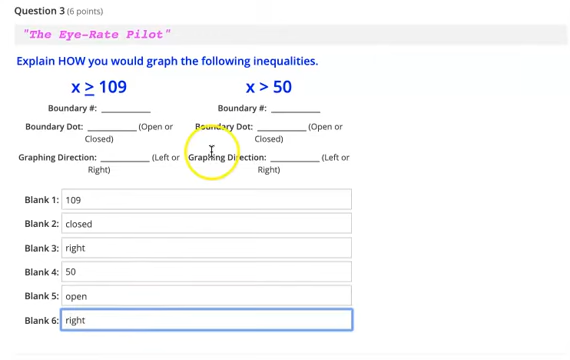 Question 3 (6 points)
"The Eye-Rate Pilot"
Explain HOW you would graph the following inequalities.
x ≥ 109 x > 50
Boundary #: __________ Boundary #: __________
Boundary Dot: __________ (Open or Boundary Dot: __________ (Open or
Closed) Closed)
Graphing Direction: __________ (Left or Graphing Direction: __________ (Left or
Right) Right)
Blank 1: 109
Blank 2: closed
Blank 3: right
Blank 4: 50
Blank 5: open
Blank 6: right